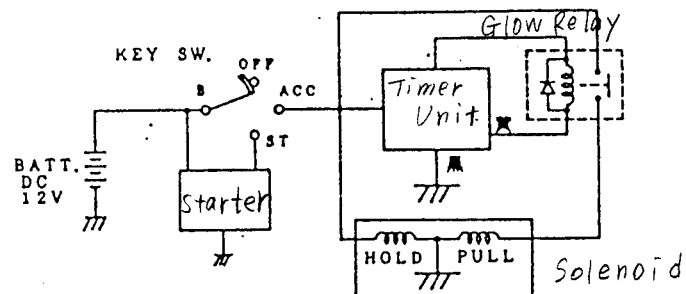 Glow Relay
KEY SW.
OFF
B
ACC
Timer
Unit
ST
BATT.
DC
12V
Starter
HOLD
PULL
Solenoid